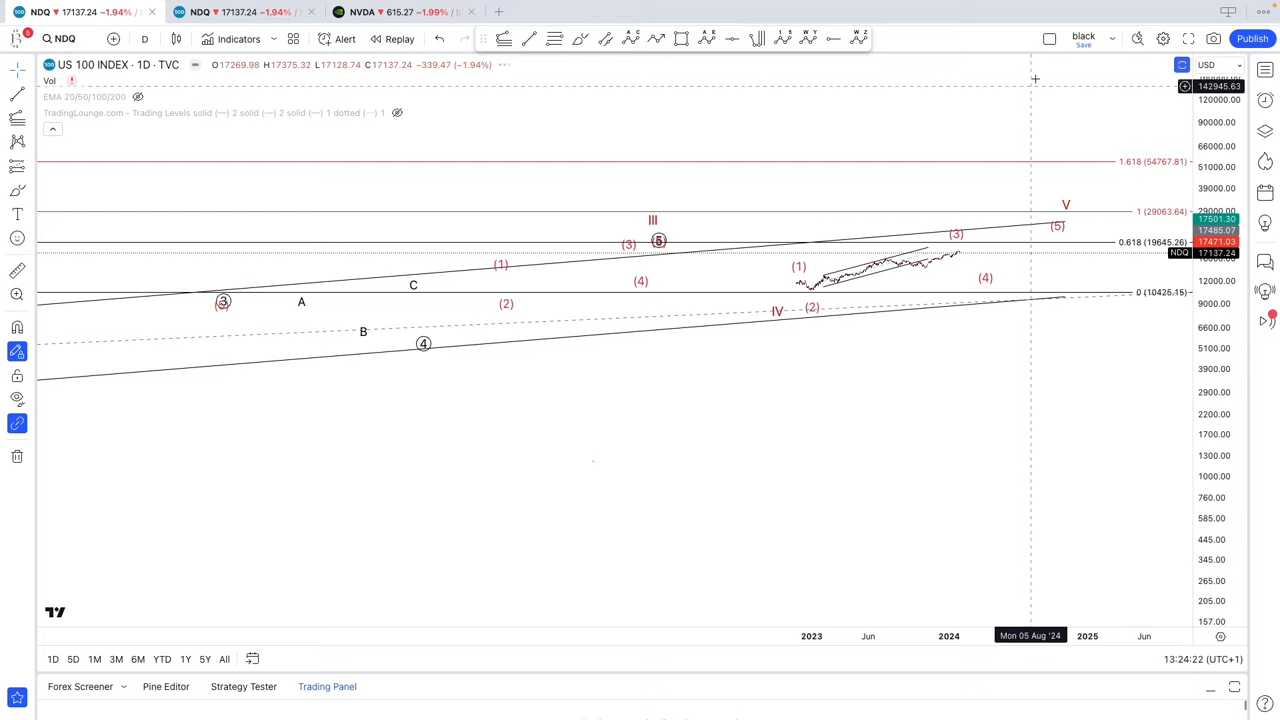 NDQ 17137.24 −1.94% / b
NDQ 17137.24 −1.94% / b
NVDA 615.27 −1.99% / b
5
NDQ
D
Indicators
Alert
Replay
black
Save
Publish
US 100 INDEX · 1D · TVC
O17269.98 H17375.32 L17128.74 C17137.24 −339.47 (−1.94%)
USD
Vol
EMA 20/50/100/200
TradingLounge.com - Trading Levels solid (—) 2 solid (—) 2 solid (—) 1 dotted (···) 1
142945.63
120000.00
90000.00
66000.00
1.618 (54767.81)
51000.00
39000.00
1 (29063.64)
29000.00
17501.30
17485.07
0.618 (19645.26)
17471.03
NDQ 17137.24
12000.00
0 (10425.15)
9000.00
6600.00
5100.00
3900.00
2900.00
2200.00
1700.00
1300.00
1000.00
760.00
585.00
445.00
345.00
265.00
205.00
157.00
III
V
(5)
(3)
5
(3)
(1)
(1)
(4)
(4)
C
A
3
(2)
(2)
IV
B
4
2023
Jun
2024
Mon 05 Aug '24
2025
Jun
1D 5D 1M 3M 6M YTD 1Y 5Y All
13:24:22 (UTC+1)
Forex Screener
Pine Editor
Strategy Tester
Trading Panel